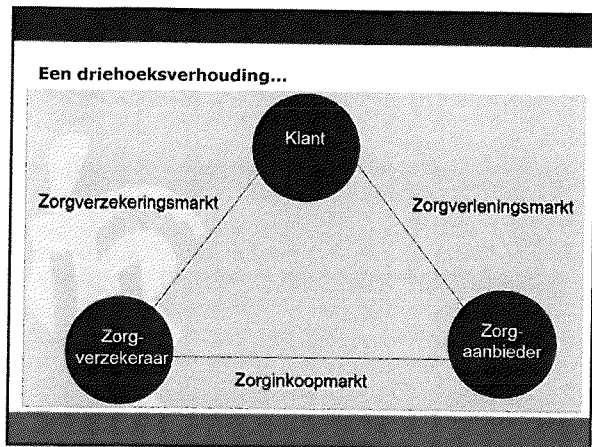 Een driehoeksverhouding...
Klant
Zorgverzekeringsmarkt
Zorgverleningsmarkt
Zorg-
verzekeraar
Zorg-
aanbieder
Zorginkoopmarkt